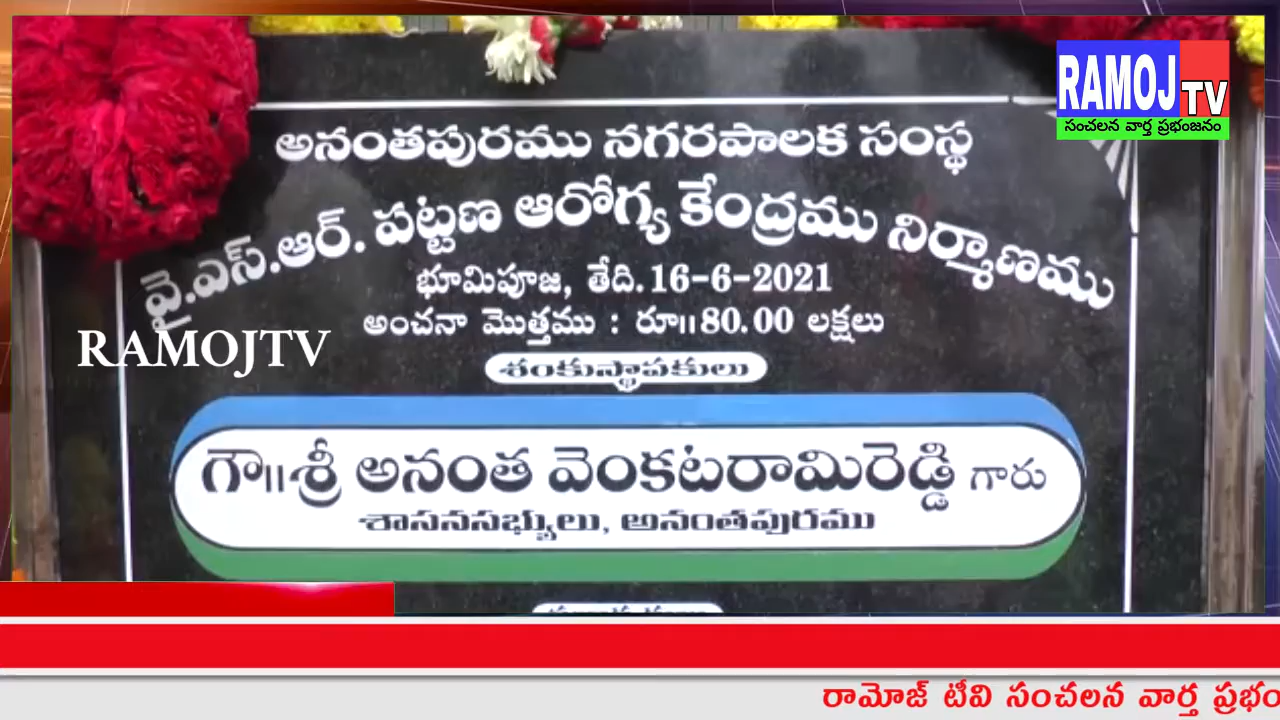 RAMOJ TV
సంచలన వార్త ప్రభంజనం
అనంతపురము నగరపాలక సంస్థ
వై.ఎస్.ఆర్. పట్టణ ఆరోగ్య కేంద్రము నిర్మాణము
భూమిపూజ, తేది.16-6-2021
అంచనా మొత్తము : రూ॥80.00 లక్షలు
RAMOJTV
శంకుస్థాపకులు
గౌ॥శ్రీ అనంత వెంకటరామిరెడ్డి గారు
శాసనసభ్యులు, అనంతపురము
రామోజ్ టీవి సంచలన వార్త